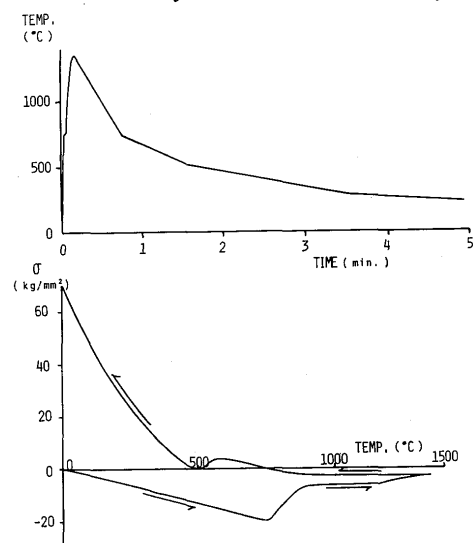 TEMP.
(°C)
1000
500
0
0 1 2 3 4 5
TIME ( min. )
σ
( kg/mm²)
60
40
20
0
-20
0 500 1000 1500
TEMP. (°C)